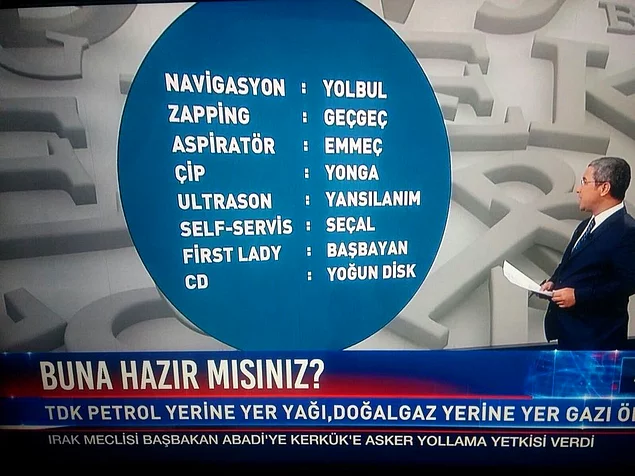 NAVİGASYON : YOLBUL
ZAPPİNG : GEÇGEÇ
ASPİRATÖR : EMMEÇ
ÇİP : YONGA
ULTRASON : YANSILANIM
SELF-SERVİS : SEÇAL
FİRST LADY : BAŞBAYAN
CD : YOĞUN DİSK
BUNA HAZIR MISINIZ?
TDK PETROL YERİNE YER YAĞI,DOĞALGAZ YERİNE YER GAZI
IRAK MECLİSİ BAŞBAKAN ABADİ'YE KERKÜK'E ASKER YOLLAMA YETKİSİ VERDİ